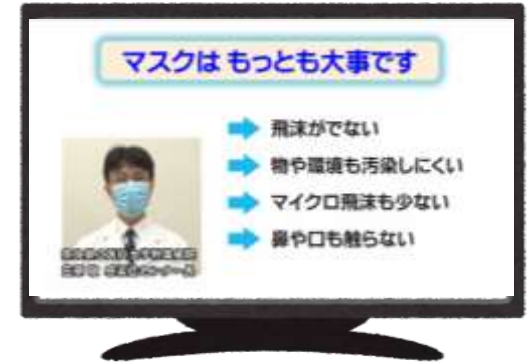 マスクは もっとも大事です
飛沫がでない
物や環境も汚染しにくい
マイクロ飛沫も少ない
鼻や口も触らない